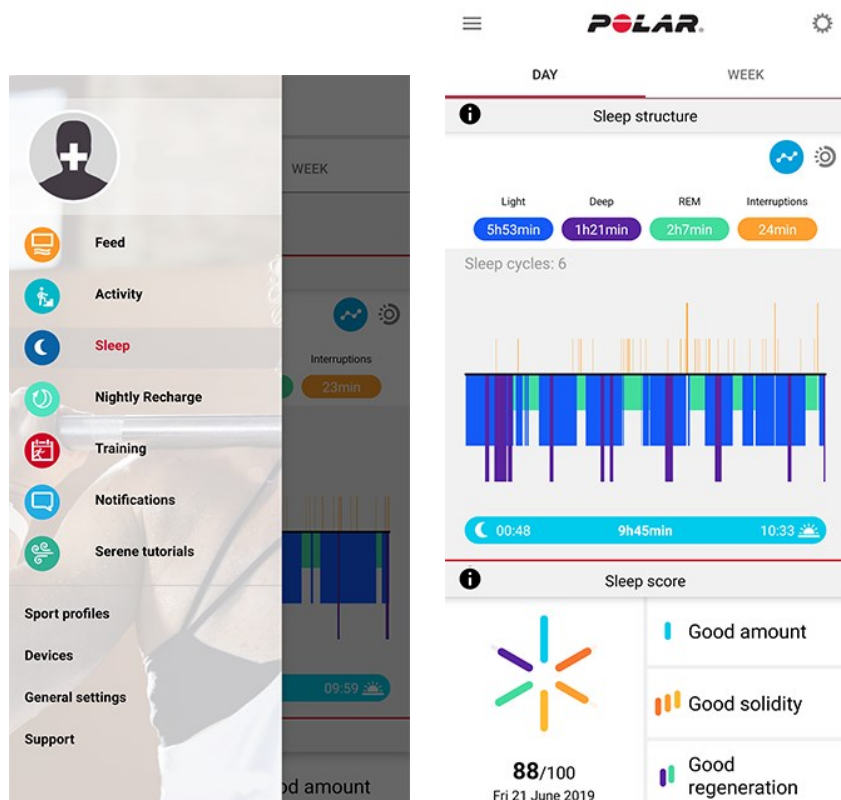 WEEK
Feed
Activity
Sleep
Interruptions
Nightly Recharge
23min
Training
Notifications
Serene tutorials
Sport profiles
Devices
General settings
09:59
Support
od amount
POLAR
DAY WEEK
Sleep structure
Light Deep REM Interruptions
5h53min 1h21min 2h7min 24min
Sleep cycles: 6
00:48 9h45min 10:33
Sleep score
Good amount
Good solidity
88/100
Fri 21 June 2019
Good
regeneration